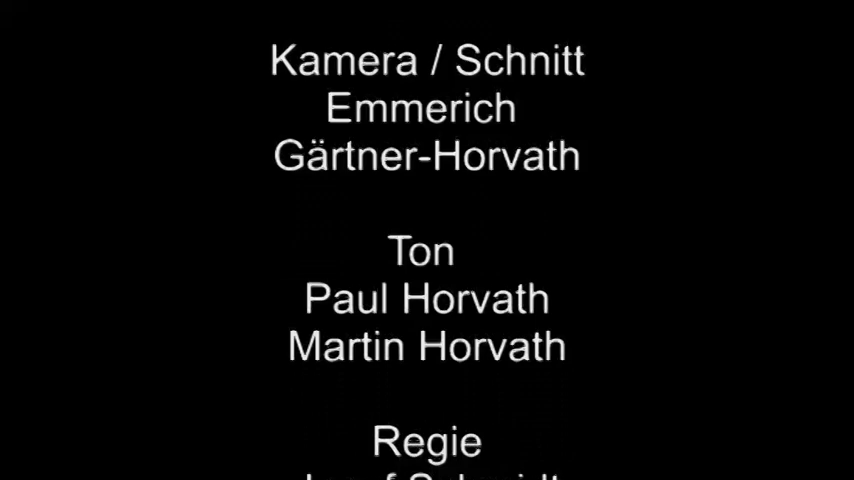 Kamera / Schnitt
Emmerich
Gärtner-Horvath
Ton
Paul Horvath
Martin Horvath
Regie